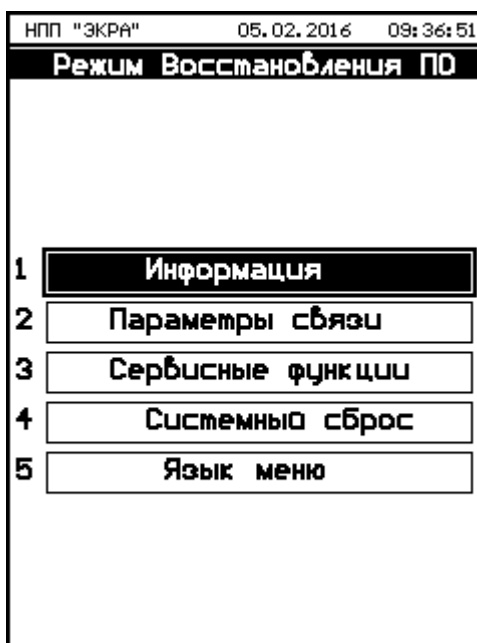 НПП "ЭКРА" 05.02.2016 09:36:51
Режим Восстановления ПО
1 Информация
2 Параметры связи
3 Сервисные функции
4 Системный сброс
5 Язык меню